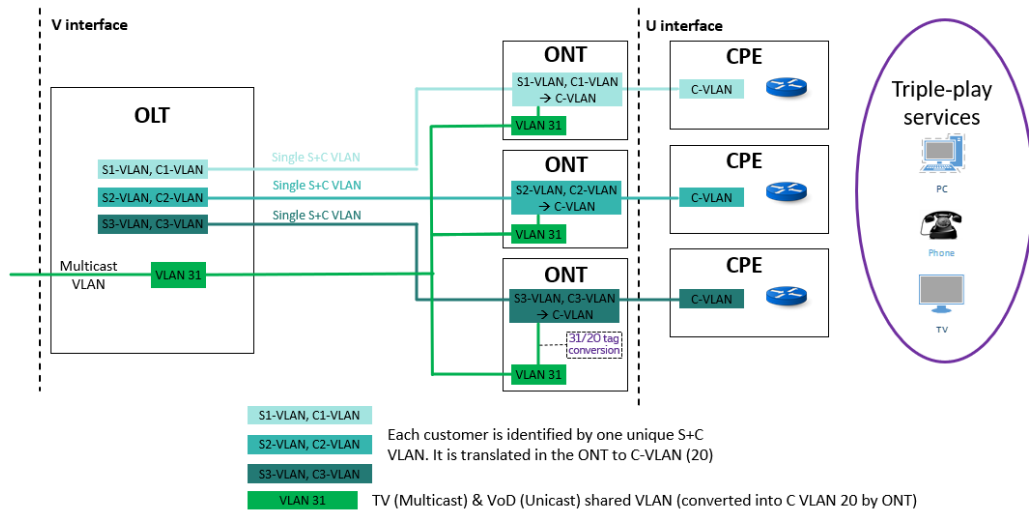 V interface
U interface
OLT
S1-VLAN, C1-VLAN
S2-VLAN, C2-VLAN
S3-VLAN, C3-VLAN
Multicast
VLAN
VLAN 31
Single S+C VLAN
Single S+C VLAN
Single S+C VLAN
ONT
S1-VLAN, C1-VLAN
→ C-VLAN
VLAN 31
ONT
S2-VLAN, C2-VLAN
→ C-VLAN
VLAN 31
ONT
S3-VLAN, C3-VLAN
→ C-VLAN
31/20 tag
conversion
VLAN 31
CPE
C-VLAN
CPE
C-VLAN
CPE
C-VLAN
Triple-play
services
PC
Phone
TV
S1-VLAN, C1-VLAN
S2-VLAN, C2-VLAN
S3-VLAN, C3-VLAN
Each customer is identified by one unique S+C
VLAN. It is translated in the ONT to C-VLAN (20)
VLAN 31
TV (Multicast) & VoD (Unicast) shared VLAN (converted into C VLAN 20 by ONT)